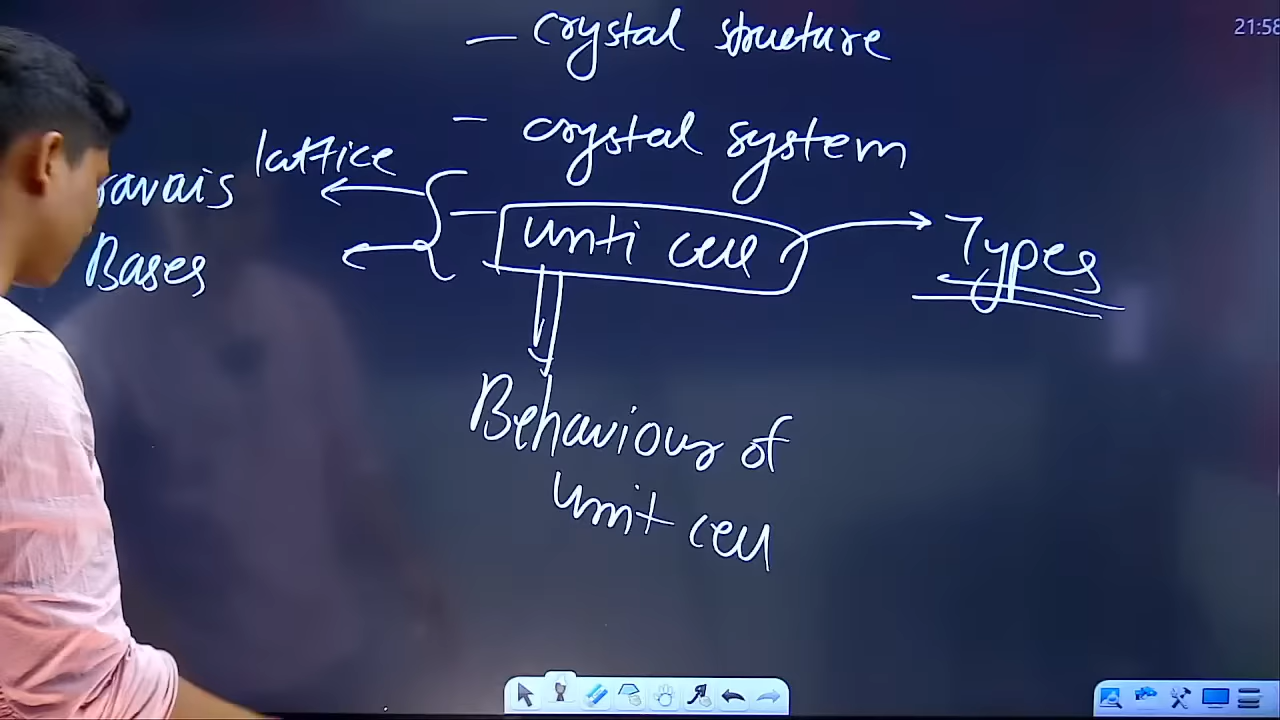 - crystal structure
21:58
- crystal system
lattice
ravais
Bases
- Unti cell
Types
Behaviour of
unit cell